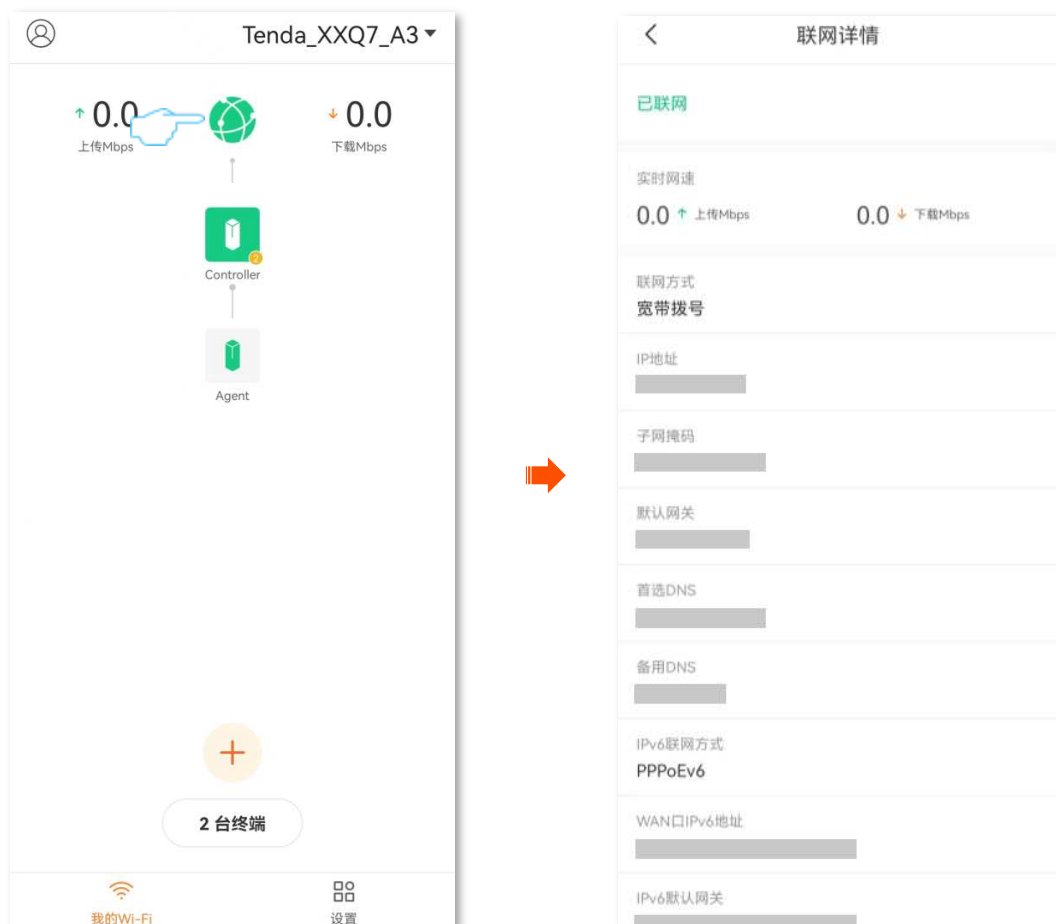 Tenda_XXQ7_A3
0.0
上传Mbps
0.0
下载Mbps
2
Controller
Agent
2 台终端
我的Wi-Fi
设置
联网详情
已联网
实时网速
0.0 上传Mbps
0.0 下载Mbps
联网方式
宽带拨号
IP地址
子网掩码
默认网关
首选DNS
备用DNS
IPv6联网方式
PPPoEv6
WAN口IPv6地址
IPv6默认网关